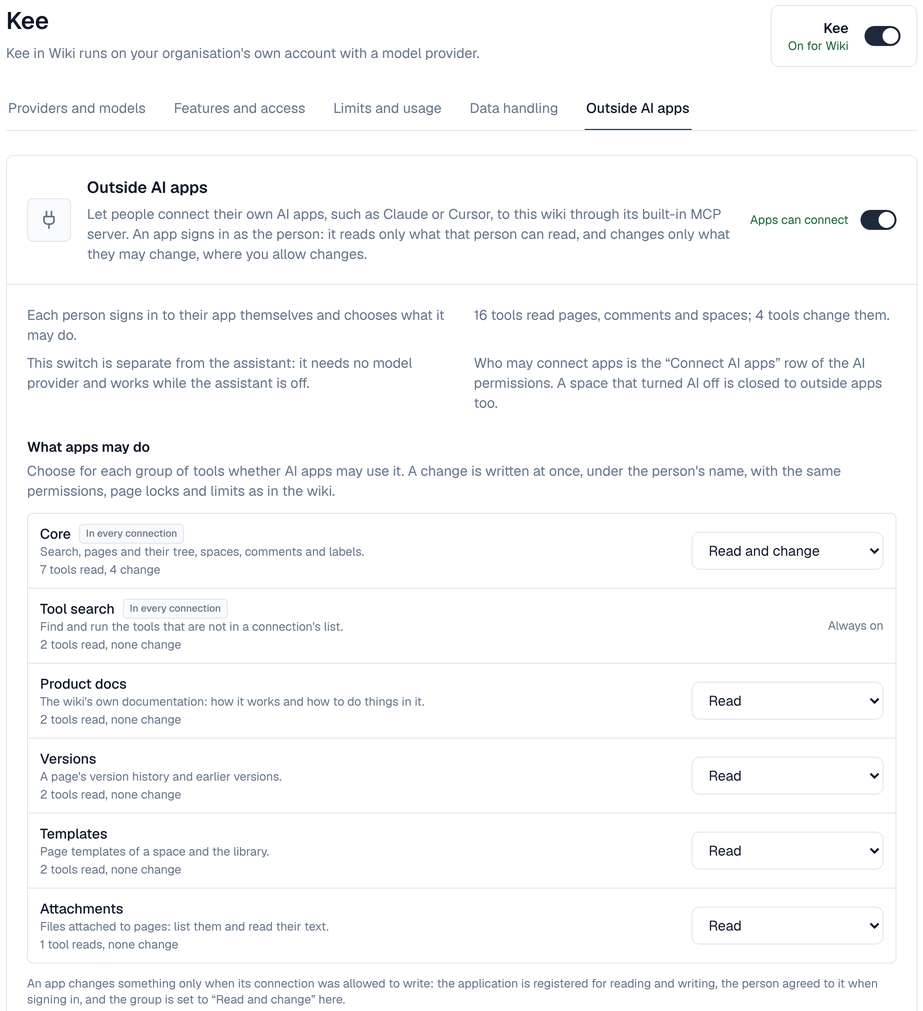 Kee
Kee in Wiki runs on your organisation's own account with a model provider.
Kee
On for Wiki
Providers and models
Features and access
Limits and usage
Data handling
Outside AI apps
Outside AI apps
Let people connect their own AI apps, such as Claude or Cursor, to this wiki through its built-in MCP
server. An app signs in as the person: it reads only what that person can read, and changes only what
they may change, where you allow changes.
Apps can connect
Each person signs in to their app themselves and chooses what it
may do.
16 tools read pages, comments and spaces; 4 tools change them.
This switch is separate from the assistant: it needs no model
provider and works while the assistant is off.
Who may connect apps is the “Connect AI apps” row of the AI
permissions. A space that turned AI off is closed to outside apps
too.
What apps may do
Choose for each group of tools whether AI apps may use it. A change is written at once, under the person's name, with the same
permissions, page locks and limits as in the wiki.
Core
In every connection
Search, pages and their tree, spaces, comments and labels.
7 tools read, 4 change
Read and change
Tool search
In every connection
Find and run the tools that are not in a connection's list.
2 tools read, none change
Always on
Product docs
The wiki's own documentation: how it works and how to do things in it.
2 tools read, none change
Read
Versions
A page's version history and earlier versions.
2 tools read, none change
Read
Templates
Page templates of a space and the library.
2 tools read, none change
Read
Attachments
Files attached to pages: list them and read their text.
1 tool reads, none change
Read
An app changes something only when its connection was allowed to write: the application is registered for reading and writing, the person agreed to it when
signing in, and the group is set to “Read and change” here.